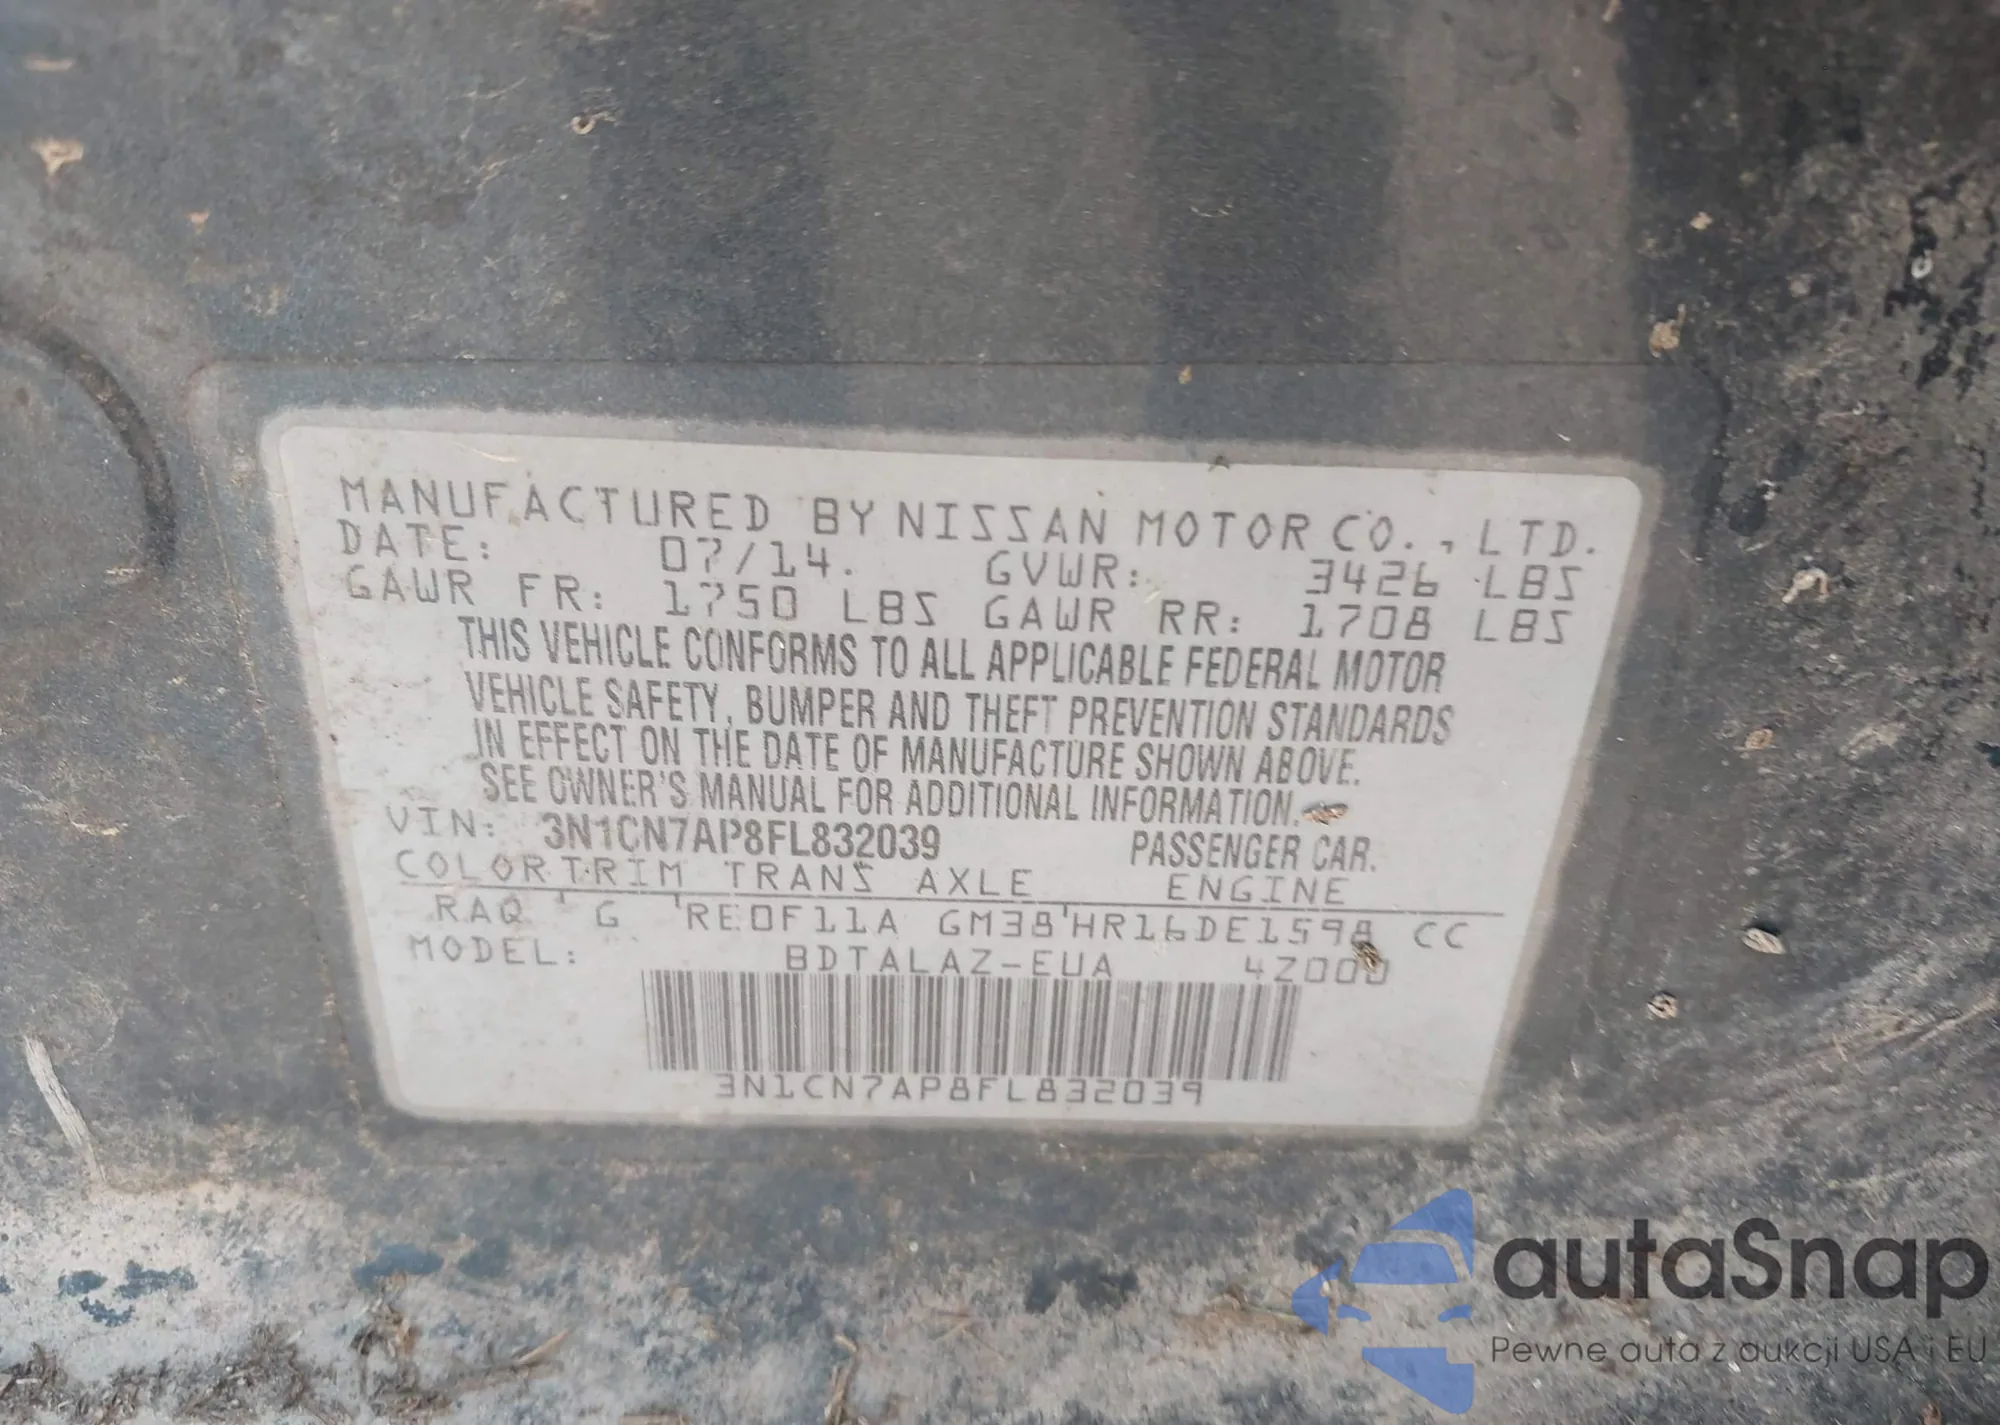 MANUFACTURED BY NISSAN MOTOR CO., LTD.
DATE: 07/14. GVWR: 3426 LBS
GAWR FR: 1750 LBS GAWR RR: 1708 LBS
THIS VEHICLE CONFORMS TO ALL APPLICABLE FEDERAL MOTOR
VEHICLE SAFETY, BUMPER AND THEFT PREVENTION STANDARDS
IN EFFECT ON THE DATE OF MANUFACTURE SHOWN ABOVE.
SEE OWNER'S MANUAL FOR ADDITIONAL INFORMATION.
VIN: 3N1CN7AP8FL832039 PASSENGER CAR.
COLOR TRIM TRANS AXLE ENGINE
RAQ G RE0F11A GM38 HR16DE1598 CC
MODEL: BDTALAZ-EUA 42000
3N1CN7AP8FL832039
autaSnap
Pewne auta z aukcji USA i EU